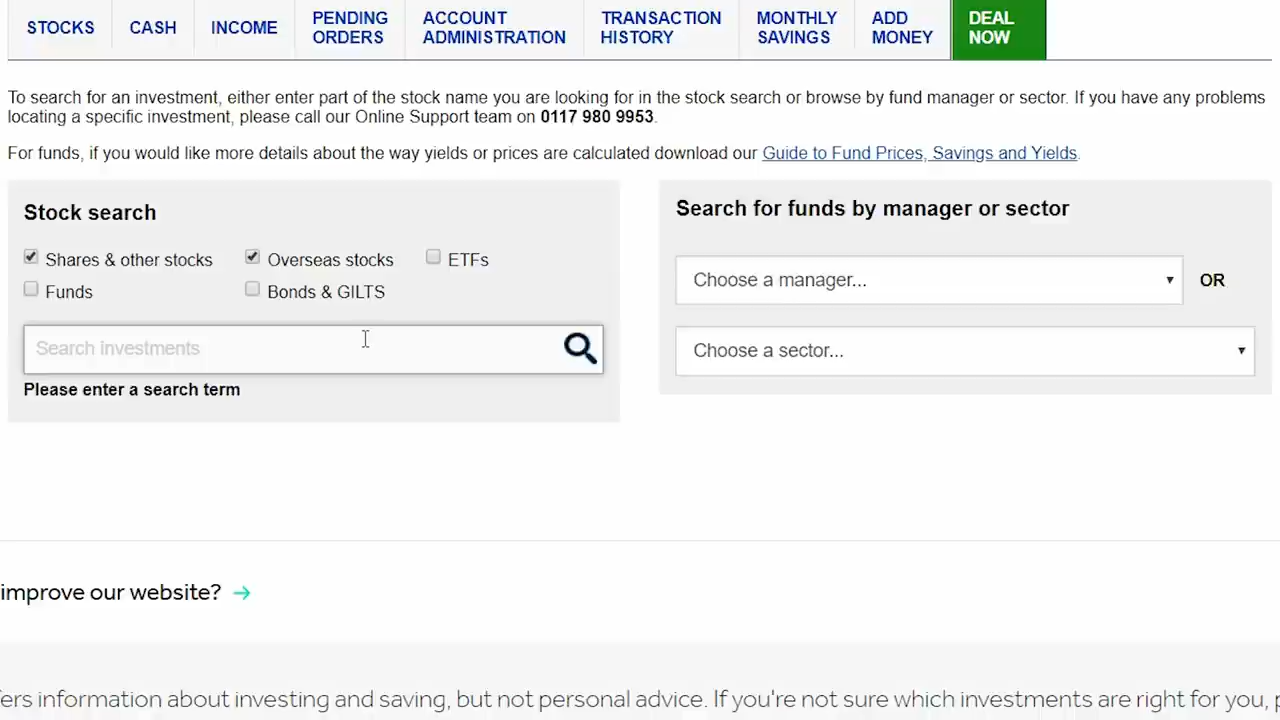 STOCKS CASH INCOME PENDING ORDERS ACCOUNT ADMINISTRATION TRANSACTION HISTORY MONTHLY SAVINGS ADD MONEY DEAL NOW
To search for an investment, either enter part of the stock name you are looking for in the stock search or browse by fund manager or sector. If you have any problems
locating a specific investment, please call our Online Support team on 0117 980 9953.
For funds, if you would like more details about the way yields or prices are calculated download our Guide to Fund Prices, Savings and Yields.
Stock search
Shares & other stocks Overseas stocks ETFs
Funds Bonds & GILTS
Search investments
Please enter a search term
Search for funds by manager or sector
Choose a manager... OR
Choose a sector...
improve our website? →
ers information about investing and saving, but not personal advice. If you're not sure which investments are right for you,